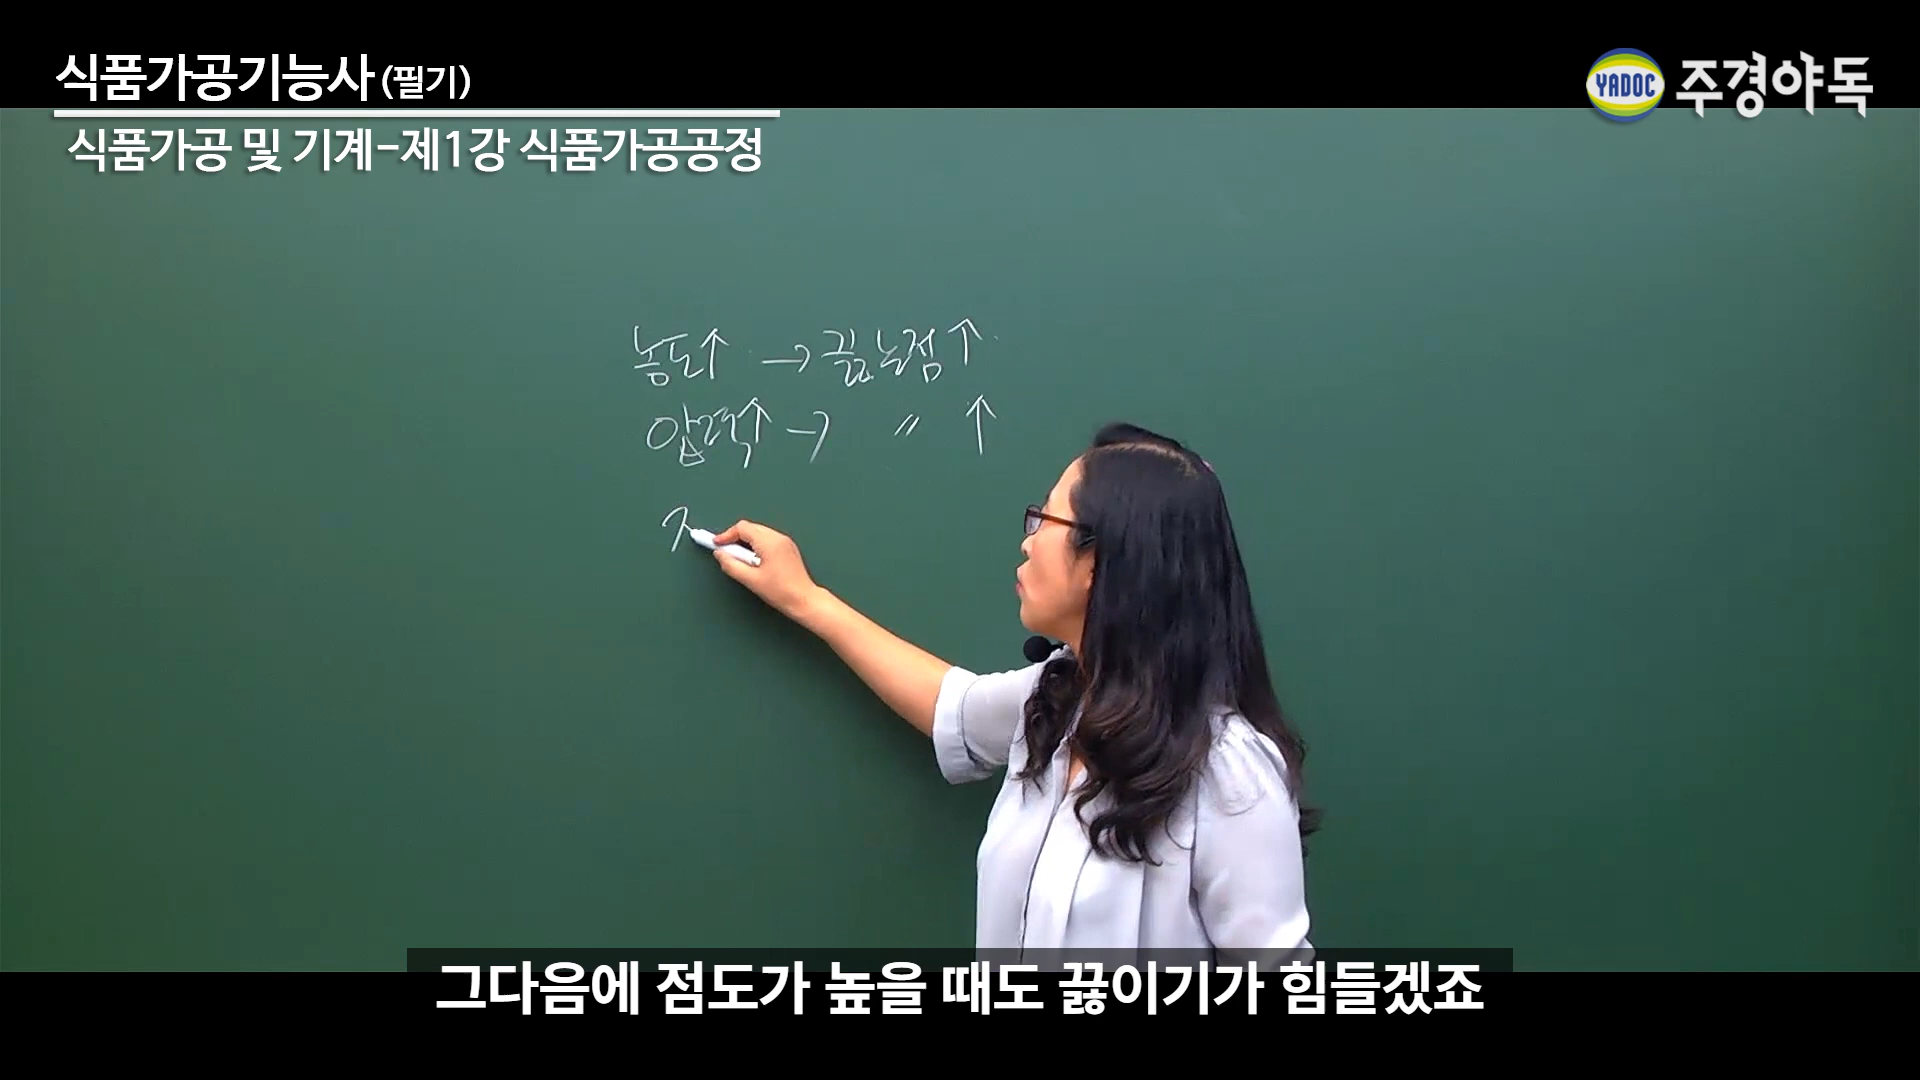 식품가공기능사(필기)
YADOC 주경야독
식품가공 및 기계-제1강 식품가공공정
농도↑ → 끓는점↑
압력↑ → 〃 ↑
ㅈ
그다음에 점도가 높을 때도 끓이기가 힘들겠죠